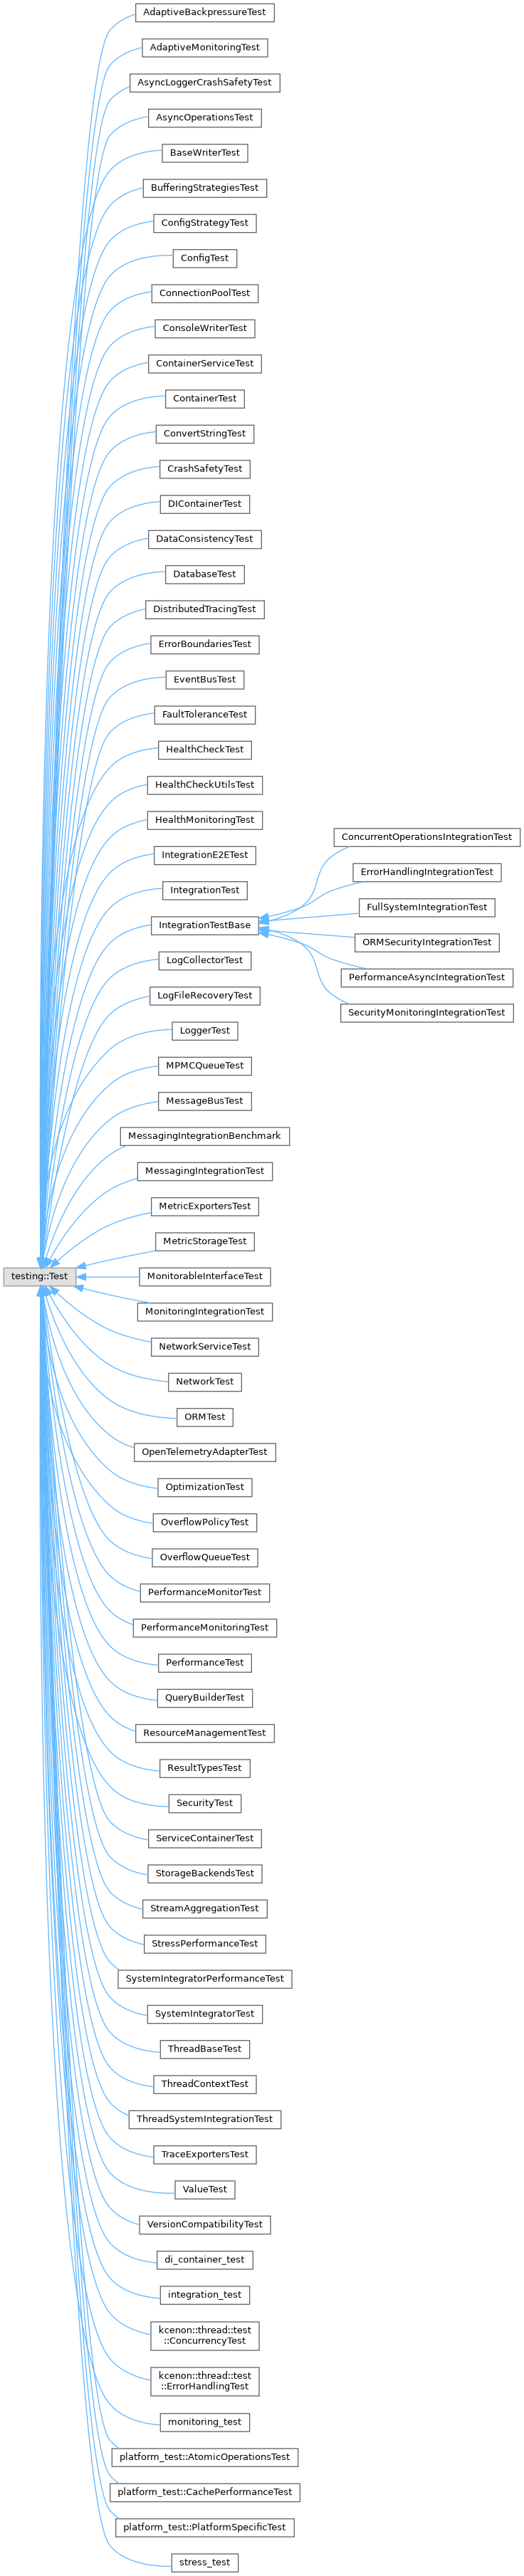 AdaptiveBackpressureTest
AdaptiveMonitoringTest
AsyncLoggerCrashSafetyTest
AsyncOperationsTest
BaseWriterTest
BufferingStrategiesTest
ConfigStrategyTest
ConfigTest
ConnectionPoolTest
ConsoleWriterTest
ContainerServiceTest
ContainerTest
ConvertStringTest
CrashSafetyTest
DIContainerTest
DataConsistencyTest
DatabaseTest
DistributedTracingTest
ErrorBoundariesTest
EventBusTest
FaultToleranceTest
HealthCheckTest
HealthCheckUtilsTest
HealthMonitoringTest
IntegrationE2ETest
IntegrationTest
IntegrationTestBase
ConcurrentOperationsIntegrationTest
ErrorHandlingIntegrationTest
FullSystemIntegrationTest
ORMSecurityIntegrationTest
PerformanceAsyncIntegrationTest
SecurityMonitoringIntegrationTest
LogCollectorTest
LogFileRecoveryTest
LoggerTest
MPMCQueueTest
MessageBusTest
MessagingIntegrationBenchmark
MessagingIntegrationTest
MetricExportersTest
MetricStorageTest
testing::Test
MonitorableInterfaceTest
MonitoringIntegrationTest
NetworkServiceTest
NetworkTest
ORMTest
OpenTelemetryAdapterTest
OptimizationTest
OverflowPolicyTest
OverflowQueueTest
PerformanceMonitorTest
PerformanceMonitoringTest
PerformanceTest
QueryBuilderTest
ResourceManagementTest
ResultTypesTest
SecurityTest
ServiceContainerTest
StorageBackendsTest
StreamAggregationTest
StressPerformanceTest
SystemIntegratorPerformanceTest
SystemIntegratorTest
ThreadBaseTest
ThreadContextTest
ThreadSystemIntegrationTest
TraceExportersTest
ValueTest
VersionCompatibilityTest
di_container_test
integration_test
kcenon::thread::test
::ConcurrencyTest
kcenon::thread::test
::ErrorHandlingTest
monitoring_test
platform_test::AtomicOperationsTest
platform_test::CachePerformanceTest
platform_test::PlatformSpecificTest
stress_test